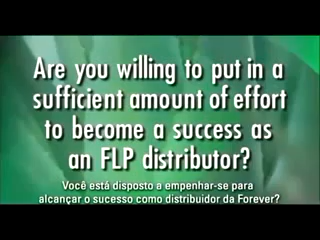 Are you willing to put in a
sufficient amount of effort
to become a success as
an FLP distributor?
Você está disposto a empenhar-se para
alcançar o sucesso como distribuidor da Forever?